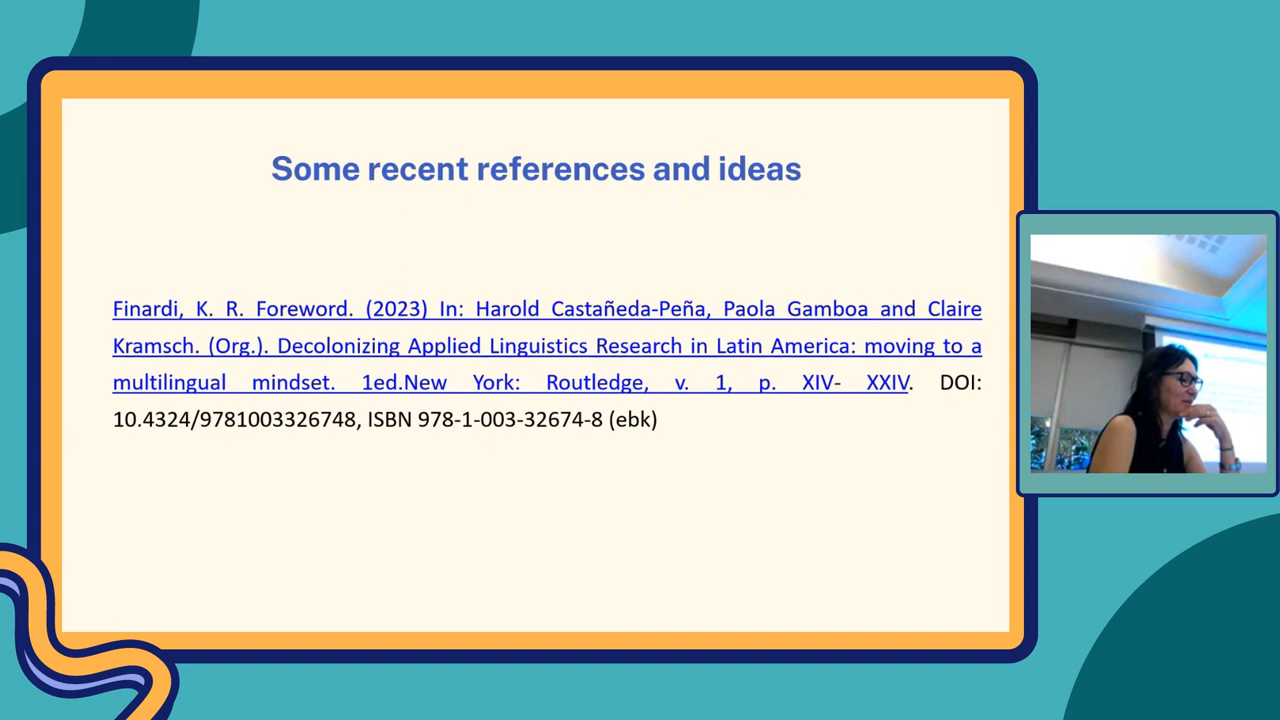 Some recent references and ideas
Finardi, K. R. Foreword. (2023) In: Harold Castañeda-Peña, Paola Gamboa and Claire
Kramsch. (Org.). Decolonizing Applied Linguistics Research in Latin America: moving to a
multilingual mindset. 1ed.New York: Routledge, v. 1, p. XIV- XXIV. DOI:
10.4324/9781003326748, ISBN 978-1-003-32674-8 (ebk)